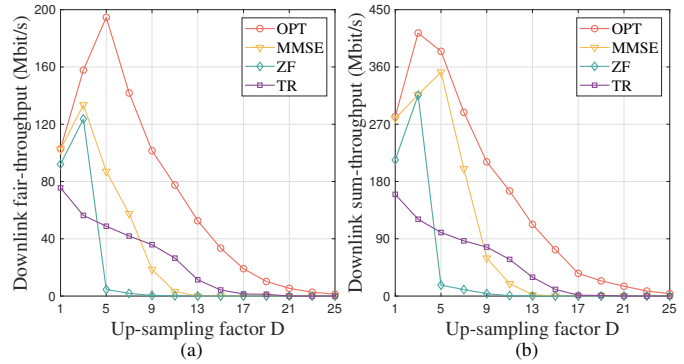 Downlink fair-throughput (Mbit/s)
200
160
120
80
40
0
OPT
MMSE
ZF
TR
1 5 9 13 17 21 25
Up-sampling factor D
(a)
Downlink sum-throughput (Mbit/s)
450
360
270
180
90
0
OPT
MMSE
ZF
TR
1 5 9 13 17 21 25
Up-sampling factor D
(b)